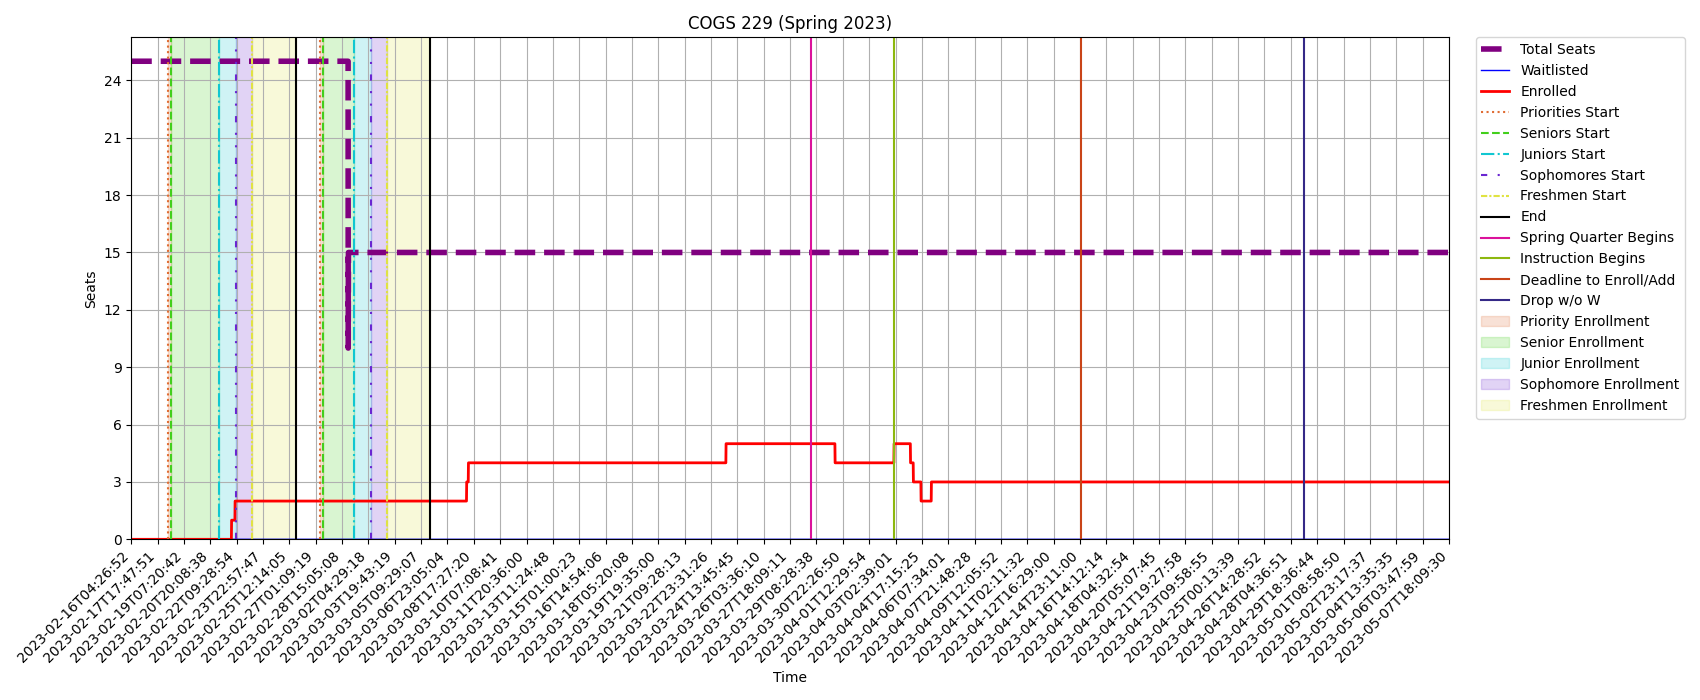 COGS 229 (Spring 2023)
Seats
24
21
18
15
12
9
6
3
0
2023-02-16T04:26:52
2023-02-17T17:47:51
2023-02-19T07:20:42
2023-02-20T20:08:38
2023-02-22T09:28:54
2023-02-23T22:57:47
2023-02-25T12:14:05
2023-02-27T01:09:19
2023-02-28T15:05:08
2023-03-02T04:29:18
2023-03-03T19:43:19
2023-03-05T09:29:07
2023-03-06T23:05:04
2023-03-08T17:27:20
2023-03-10T07:08:41
2023-03-11T20:36:00
2023-03-13T11:24:48
2023-03-15T01:00:23
2023-03-16T14:54:06
2023-03-18T05:20:08
2023-03-19T19:35:00
2023-03-21T09:28:13
2023-03-22T23:31:26
2023-03-24T13:45:45
2023-03-26T03:36:10
2023-03-27T18:09:11
2023-03-29T08:28:38
2023-03-30T22:26:50
2023-04-01T12:29:54
2023-04-03T02:39:01
2023-04-04T17:15:25
2023-04-06T07:34:01
2023-04-07T21:48:28
2023-04-09T12:05:52
2023-04-11T02:11:32
2023-04-12T16:29:00
2023-04-14T23:11:00
2023-04-16T14:12:14
2023-04-18T04:32:54
2023-04-20T05:07:45
2023-04-21T19:27:58
2023-04-23T09:58:55
2023-04-25T00:13:39
2023-04-26T14:28:52
2023-04-28T04:36:51
2023-04-29T18:36:44
2023-05-01T08:58:50
2023-05-02T23:17:37
2023-05-04T13:35:35
2023-05-06T03:47:59
2023-05-07T18:09:30
Time
Total Seats
Waitlisted
Enrolled
Priorities Start
Seniors Start
Juniors Start
Sophomores Start
Freshmen Start
End
Spring Quarter Begins
Instruction Begins
Deadline to Enroll/Add
Drop w/o W
Priority Enrollment
Senior Enrollment
Junior Enrollment
Sophomore Enrollment
Freshmen Enrollment